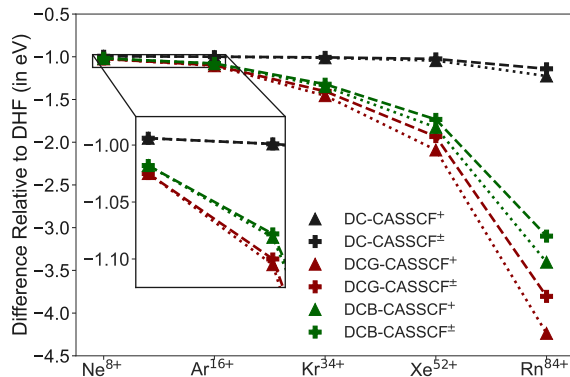 Difference Relative to DHF (in eV)
−1.0
−1.5
−2.0
−2.5
−3.0
−3.5
−4.0
−4.5
−1.00
−1.05
−1.10
DC-CASSCF⁺
DC-CASSCF±
DCG-CASSCF⁺
DCG-CASSCF±
DCB-CASSCF⁺
DCB-CASSCF±
Ne⁸⁺ Ar¹⁶⁺ Kr³⁴⁺ Xe⁵²⁺ Rn⁸⁴⁺